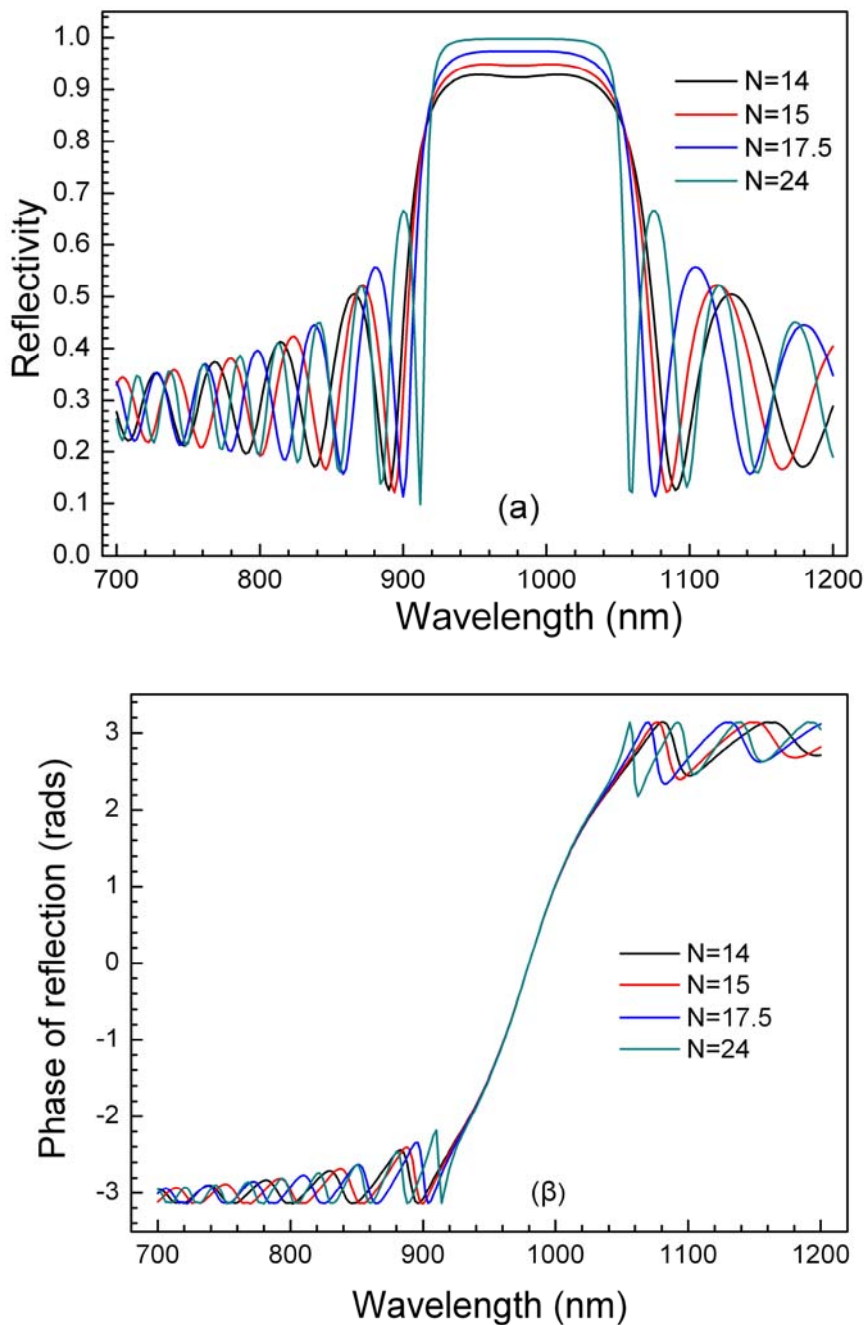 1.0
0.9
0.8
0.7
0.6
0.5
0.4
0.3
0.2
0.1
0.0
Reflectivity
N=14
N=15
N=17.5
N=24
(a)
700 800 900 1000 1100 1200
Wavelength (nm)
3
2
1
0
-1
-2
-3
Phase of reflection (rads)
N=14
N=15
N=17.5
N=24
(β)
700 800 900 1000 1100 1200
Wavelength (nm)